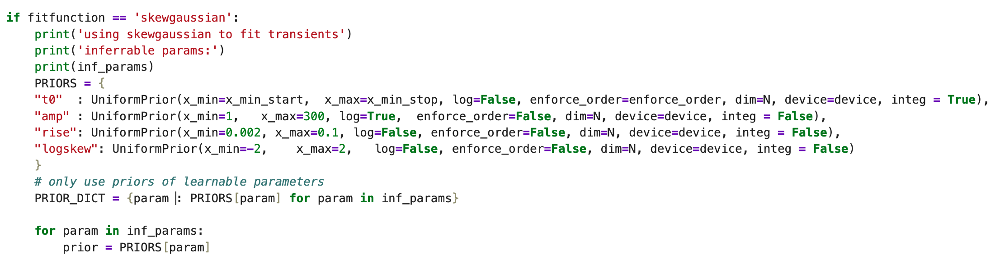 if fitfunction == 'skewgaussian':
    print('using skewgaussian to fit transients')
    print('inferrable params:')
    print(inf_params)
    PRIORS = {
    "t0"  : UniformPrior(x_min=x_min_start,  x_max=x_min_stop, log=False, enforce_order=enforce_order, dim=N, device=device, integ = True),
    "amp" : UniformPrior(x_min=1,   x_max=300, log=True,  enforce_order=False, dim=N, device=device, integ = False),
    "rise": UniformPrior(x_min=0.002, x_max=0.1, log=False, enforce_order=False, dim=N, device=device, integ = False),
    "logskew": UniformPrior(x_min=-2,    x_max=2,   log=False, enforce_order=False, dim=N, device=device, integ = False)
    }
    # only use priors of learnable parameters
    PRIOR_DICT = {param : PRIORS[param] for param in inf_params}

    for param in inf_params:
        prior = PRIORS[param]